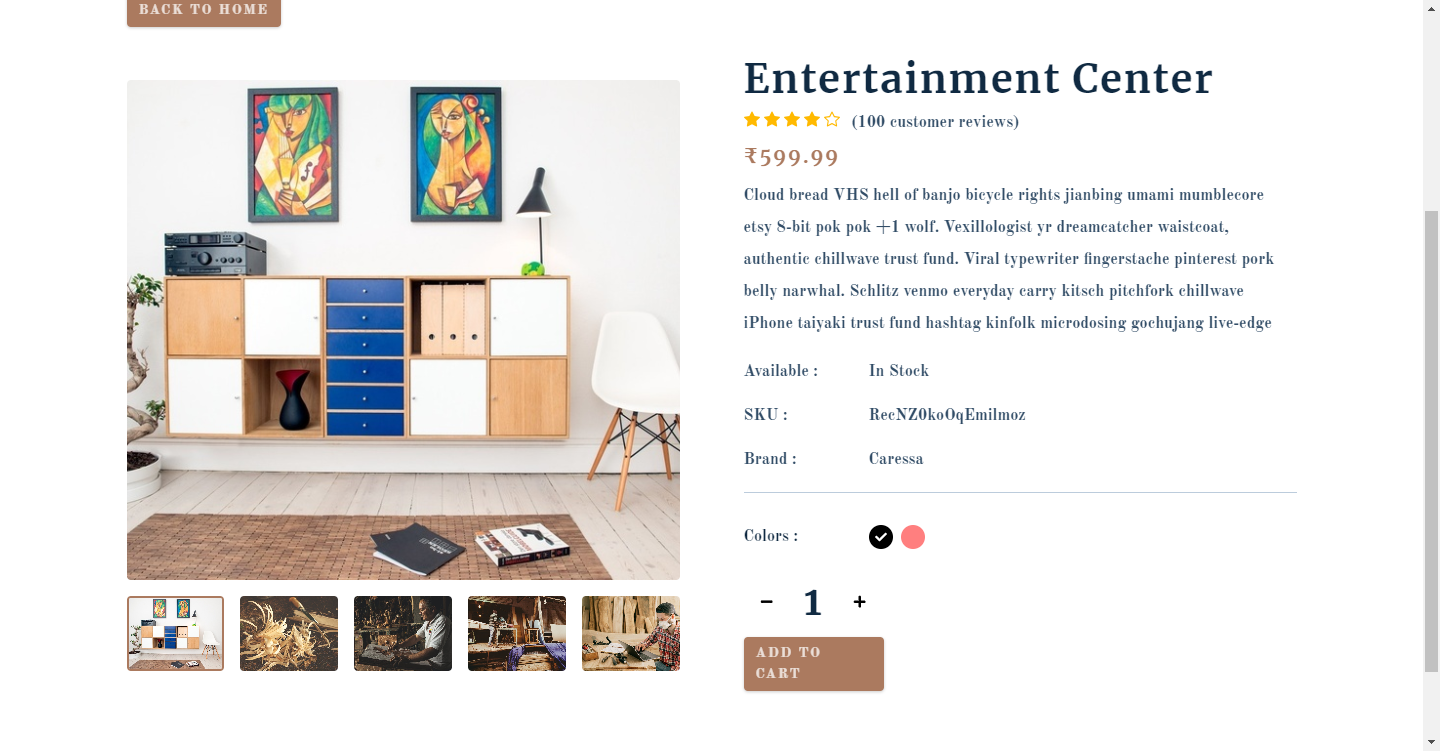 BACK TO HOME
Entertainment Center
(100 customer reviews)
₹599.99
Cloud bread VHS hell of banjo bicycle rights jianbing umami mumblecore
etsy 8-bit pok pok +1 wolf. Vexillologist yr dreamcatcher waistcoat,
authentic chillwave trust fund. Viral typewriter fingerstache pinterest pork
belly narwhal. Schlitz venmo everyday carry kitsch pitchfork chillwave
iPhone taiyaki trust fund hashtag kinfolk microdosing gochujang live-edge
Available : In Stock
SKU : RecNZ0koOqEmilmoz
Brand : Caressa
Colors :
− 1 +
ADD TO
CART